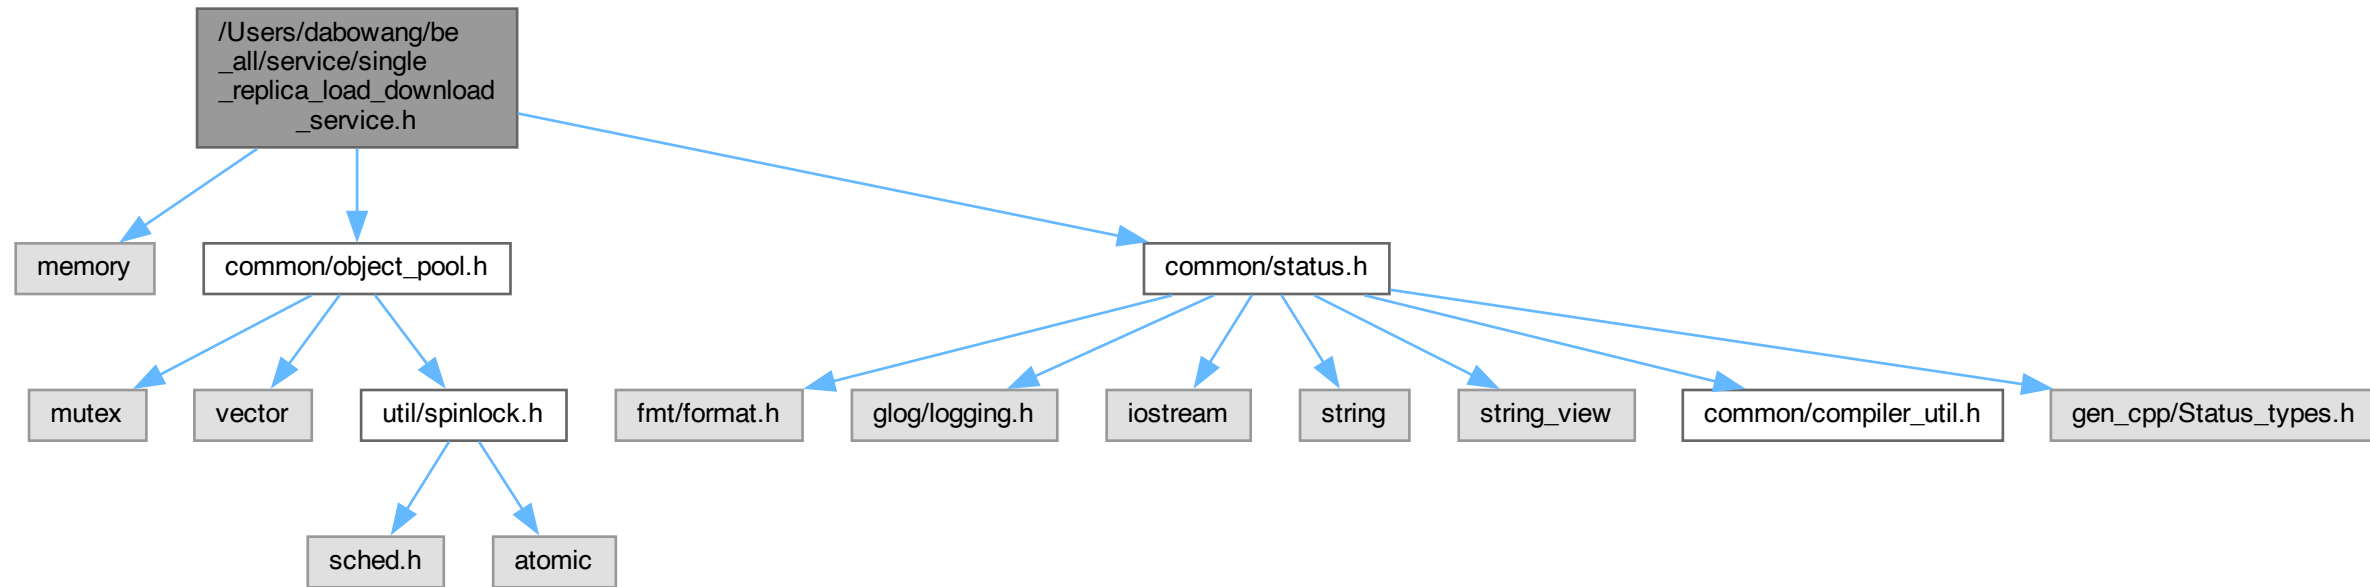 /Users/dabowang/be
_all/service/single
_replica_load_download
_service.h
memory
common/object_pool.h
common/status.h
mutex
vector
util/spinlock.h
fmt/format.h
glog/logging.h
iostream
string
string_view
common/compiler_util.h
gen_cpp/Status_types.h
sched.h
atomic